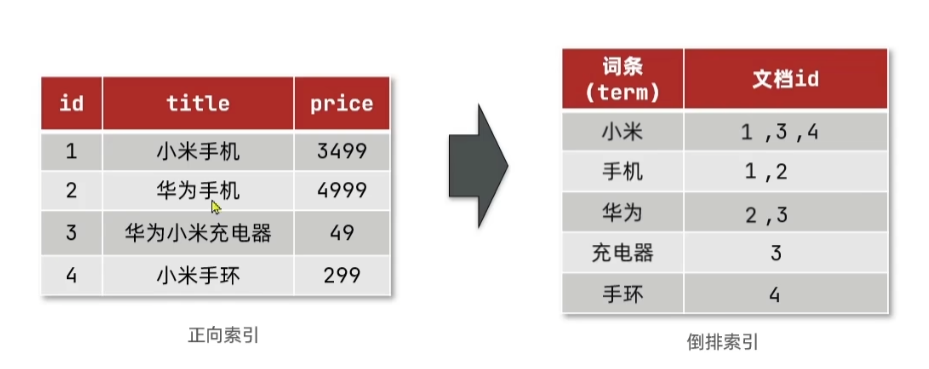 id title price
1 小米手机 3499
2 华为手机 4999
3 华为小米充电器 49
4 小米手环 299
正向索引
词条
(term) 文档id
小米 1 ,3 ,4
手机 1 ,2
华为 2 ,3
充电器 3
手环 4
倒排索引